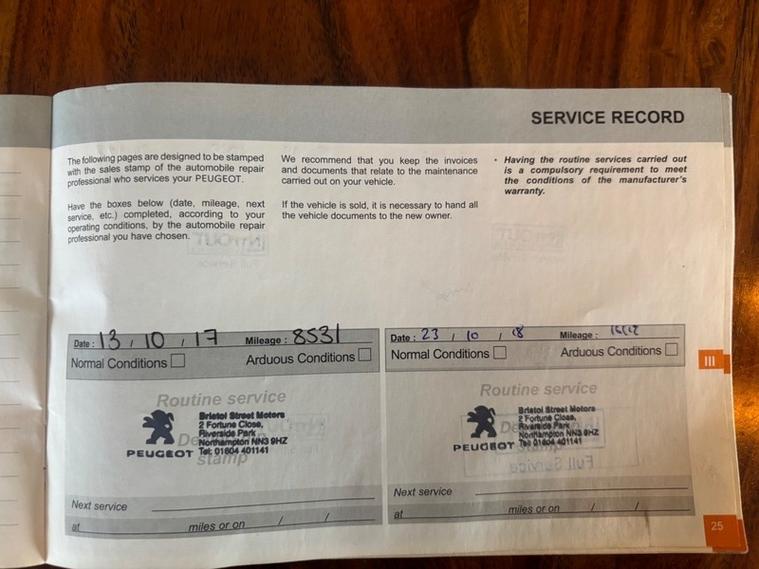 SERVICE RECORD
The following pages are designed to be stamped
with the sales stamp of the automobile repair
professional who services your PEUGEOT.
Have the boxes below (date, mileage, next
service, etc.) completed, according to your
operating conditions, by the automobile repair
professional you have chosen.
We recommend that you keep the invoices
and documents that relate to the maintenance
carried out on your vehicle.
If the vehicle is sold, it is necessary to hand all
the vehicle documents to the new owner.
• Having the routine services carried out
is a compulsory requirement to meet
the conditions of the manufacturer's
warranty.
Date : 13 / 10 / 17 Mileage : 8531
Normal Conditions Arduous Conditions
Routine service
Bristol Street Motors
2 Fortune Close,
Riverside Park
Northampton NN3 9HZ
Tel: 01604 401141
PEUGEOT
stamp
Next service
at miles or on / /
Date : 23 / 10 / 18 Mileage :
Normal Conditions Arduous Conditions
Routine service
Bristol Street Motors
2 Fortune Close,
Riverside Park
Northampton NN3 9HZ
Tel: 01604 401141
PEUGEOT
stamp
Next service
at miles or on / /
III
25